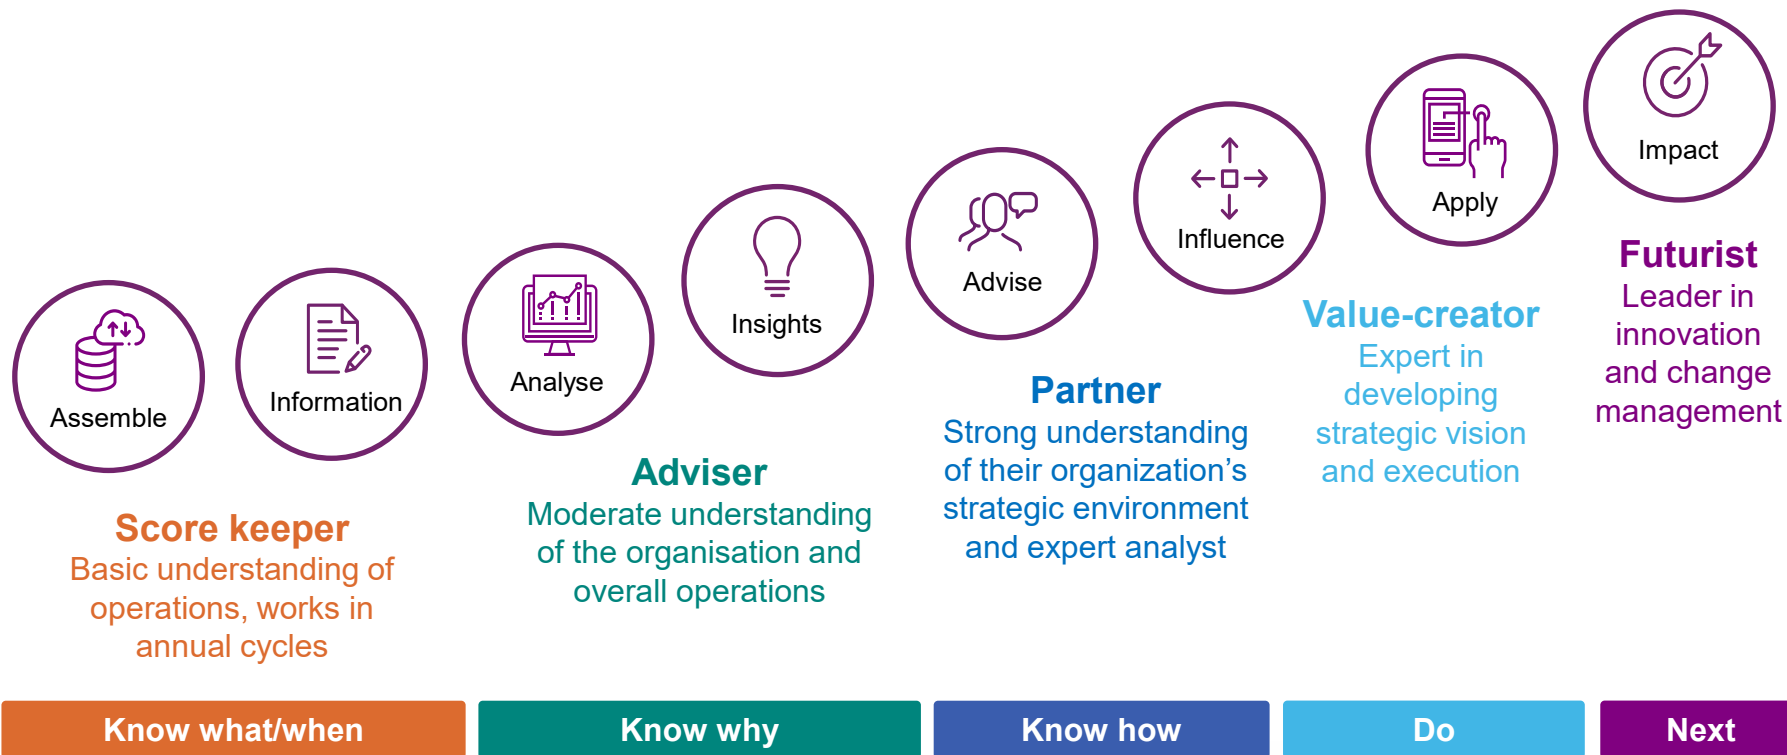 Assemble
Information
Analyse
Insights
Advise
Influence
Apply
Impact
Score keeper
Basic understanding of
operations, works in
annual cycles
Adviser
Moderate understanding
of the organisation and
overall operations
Partner
Strong understanding
of their organization’s
strategic environment
and expert analyst
Value-creator
Expert in
developing
strategic vision
and execution
Futurist
Leader in
innovation
and change
management
Know what/when
Know why
Know how
Do
Next